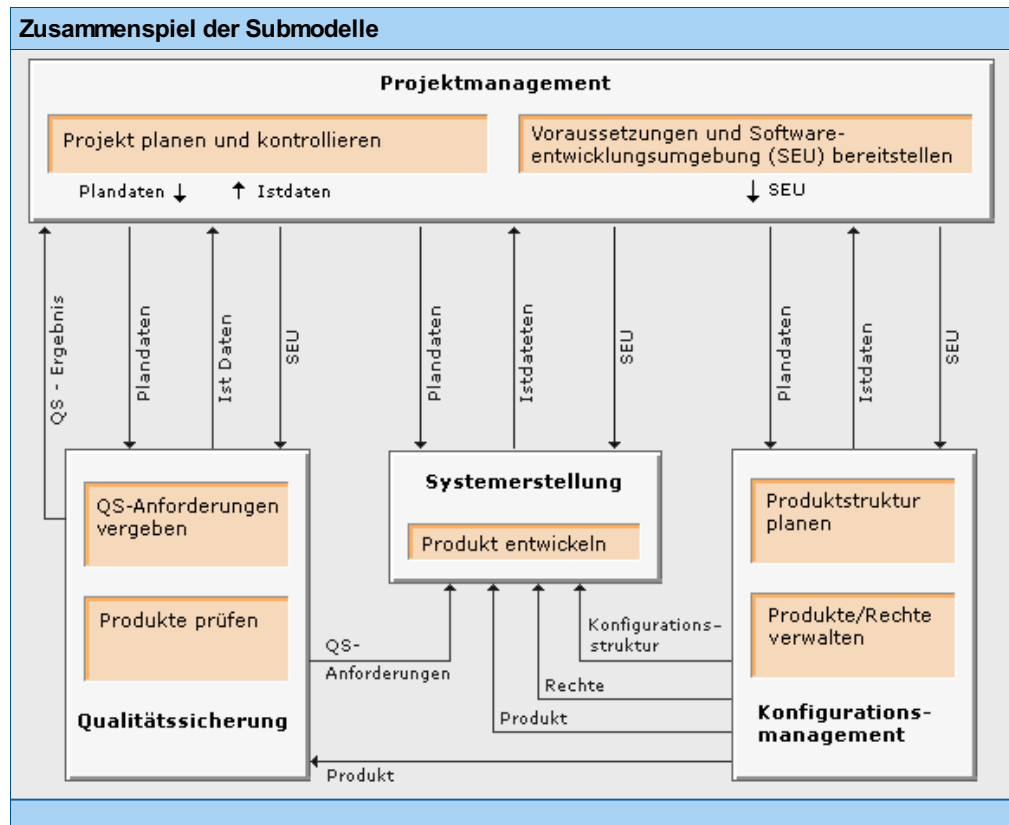 Zusammenspiel der Submodelle
Projektmanagement
Projekt planen und kontrollieren
Voraussetzungen und Software-
entwicklungsumgebung (SEU) bereitstellen
Plandaten ↓
↑ Istdaten
↓ SEU
QS - Ergebnis
Plandaten
Ist Daten
SEU
Plandaten
Istdateten
SEU
Plandaten
Istdaten
SEU
QS-Anforderungen
vergeben
Produkte prüfen
Qualitätssicherung
Systemerstellung
Produkt entwickeln
Produktstruktur
planen
Produkte/Rechte
verwalten
Konfigurations-
management
QS-
Anforderungen
Konfigurations-
struktur
Rechte
Produkt
Produkt